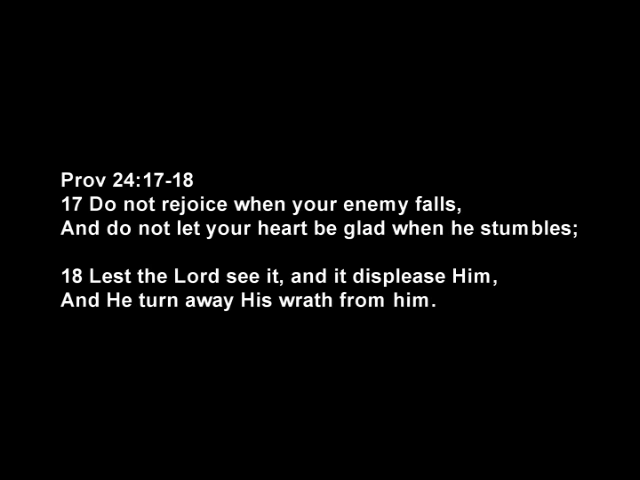 Prov 24:17-18
17 Do not rejoice when your enemy falls,
And do not let your heart be glad when he stumbles;
18 Lest the Lord see it, and it displease Him,
And He turn away His wrath from him.